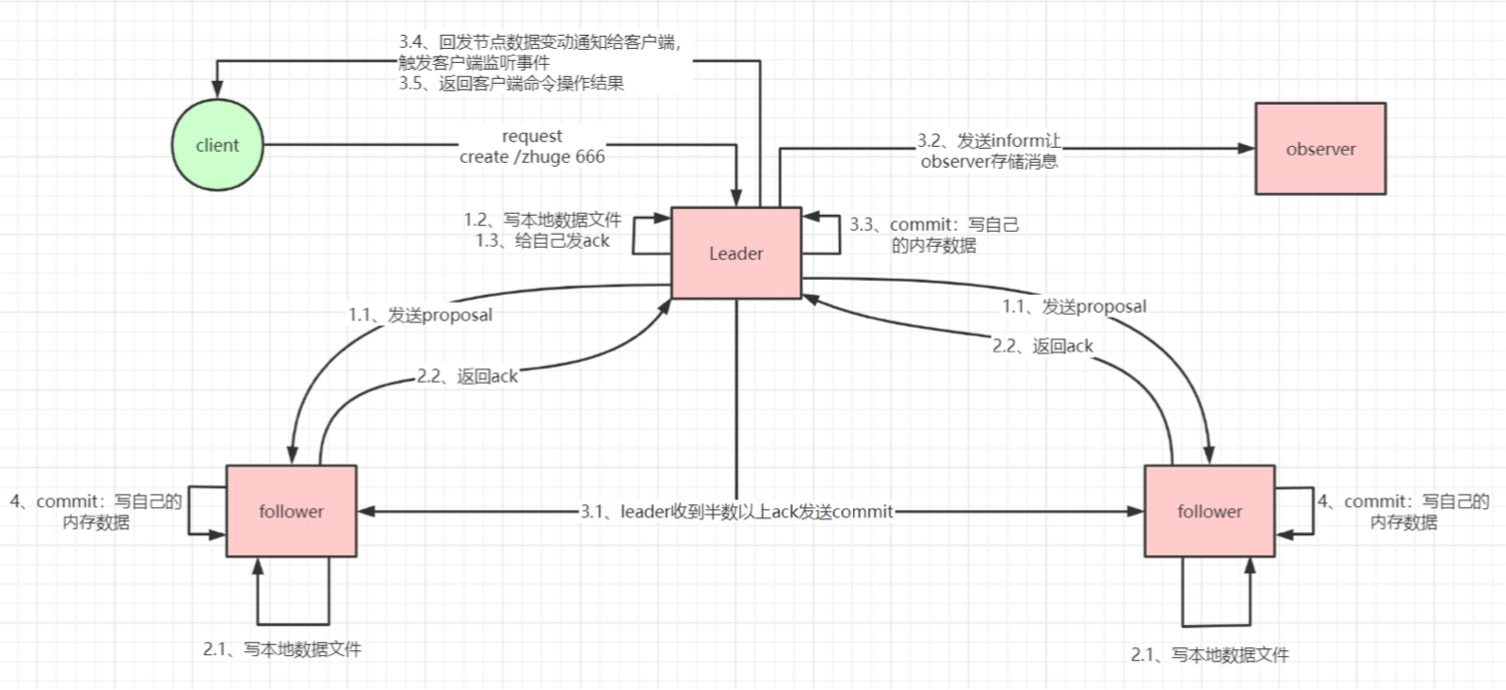 3.4、回发节点数据变动通知给客户端，
触发客户端监听事件
3.5、返回客户端命令操作结果
client
request
create /zhuge 666
3.2、发送inform让
observer存储消息
observer
1.2、写本地数据文件
1.3、给自己发ack
Leader
3.3、commit：写自己
的内存数据
1.1、发送proposal
1.1、发送proposal
2.2、返回ack
2.2、返回ack
4、commit：写自己的
内存数据
follower
3.1、leader收到半数以上ack发送commit
follower
4、commit：写自己的
内存数据
2.1、写本地数据文件
2.1、写本地数据文件